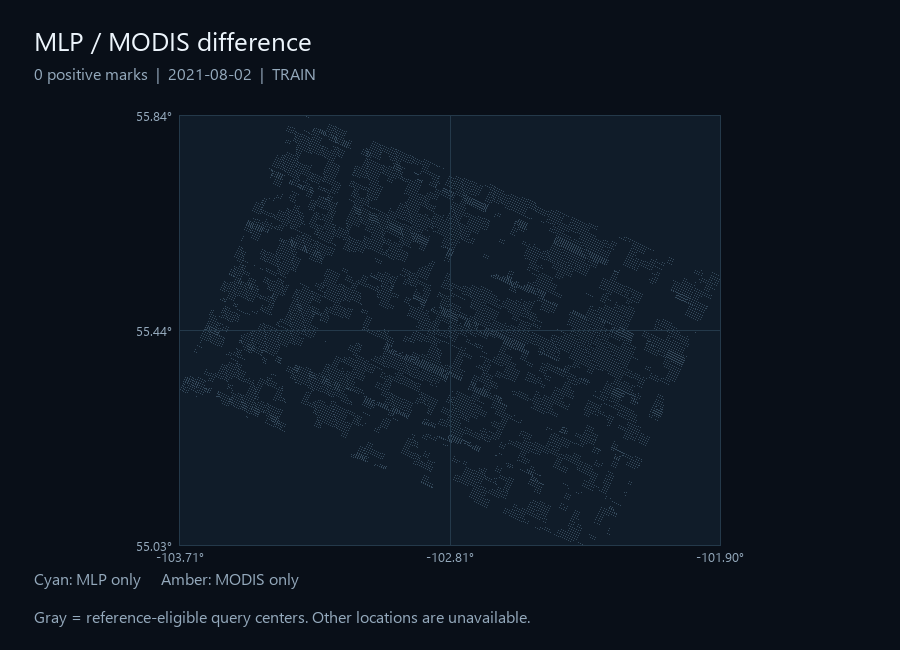 MLP / MODIS difference
0 positive marks | 2021-08-02 | TRAIN
55.84°
55.44°
55.03°
-103.71° -102.81° -101.90°
Cyan: MLP only Amber: MODIS only
Gray = reference-eligible query centers. Other locations are unavailable.